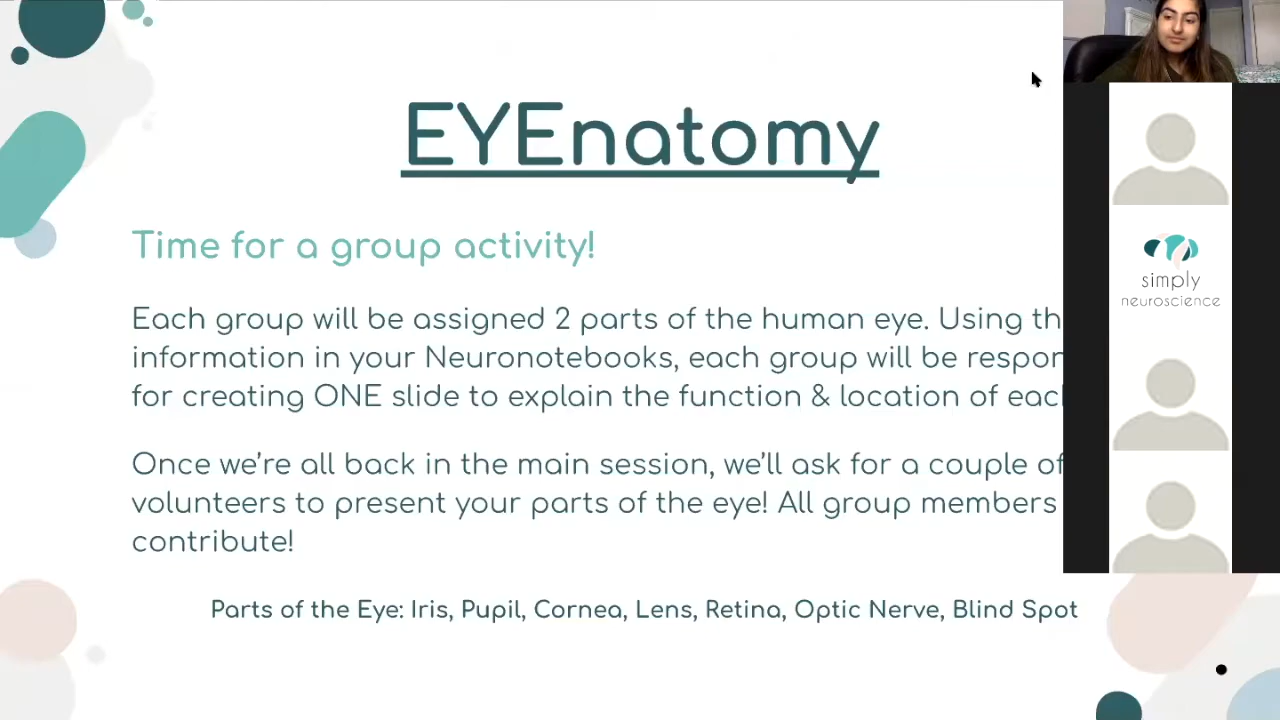 EYEnatomy
Time for a group activity!
Each group will be assigned 2 parts of the human eye. Using
information in your Neuronotebooks, each group will be
for creating ONE slide to explain the function & location of
Once we’re all back in the main session, we’ll ask for a couple of
volunteers to present your parts of the eye! All group members
contribute!
Parts of the Eye: Iris, Pupil, Cornea, Lens, Retina, Optic Nerve, Blind Spot
simply
neuroscience